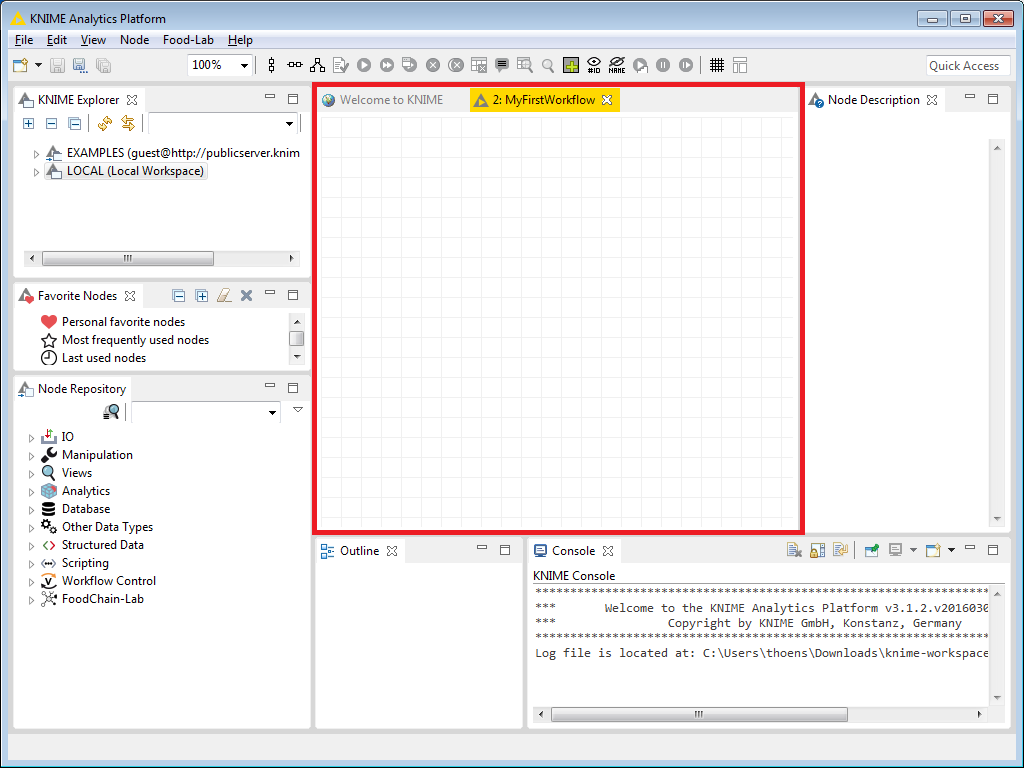 KNIME Analytics Platform
File Edit View Node Food-Lab Help
100% #ID NAME Quick Access
KNIME Explorer
EXAMPLES (guest@http://publicserver.knim
LOCAL (Local Workspace)
Favorite Nodes
Personal favorite nodes
Most frequently used nodes
Last used nodes
Node Repository
IO
Manipulation
Views
Analytics
Database
Other Data Types
Structured Data
Scripting
Workflow Control
FoodChain-Lab
Welcome to KNIME 2: MyFirstWorkflow
Node Description
Outline
Console
KNIME Console
*** Welcome to the KNIME Analytics Platform v3.1.2.v2016030
*** Copyright by KNIME GmbH, Konstanz, Germany
Log file is located at: C:\Users\thoens\Downloads\knime-workspace